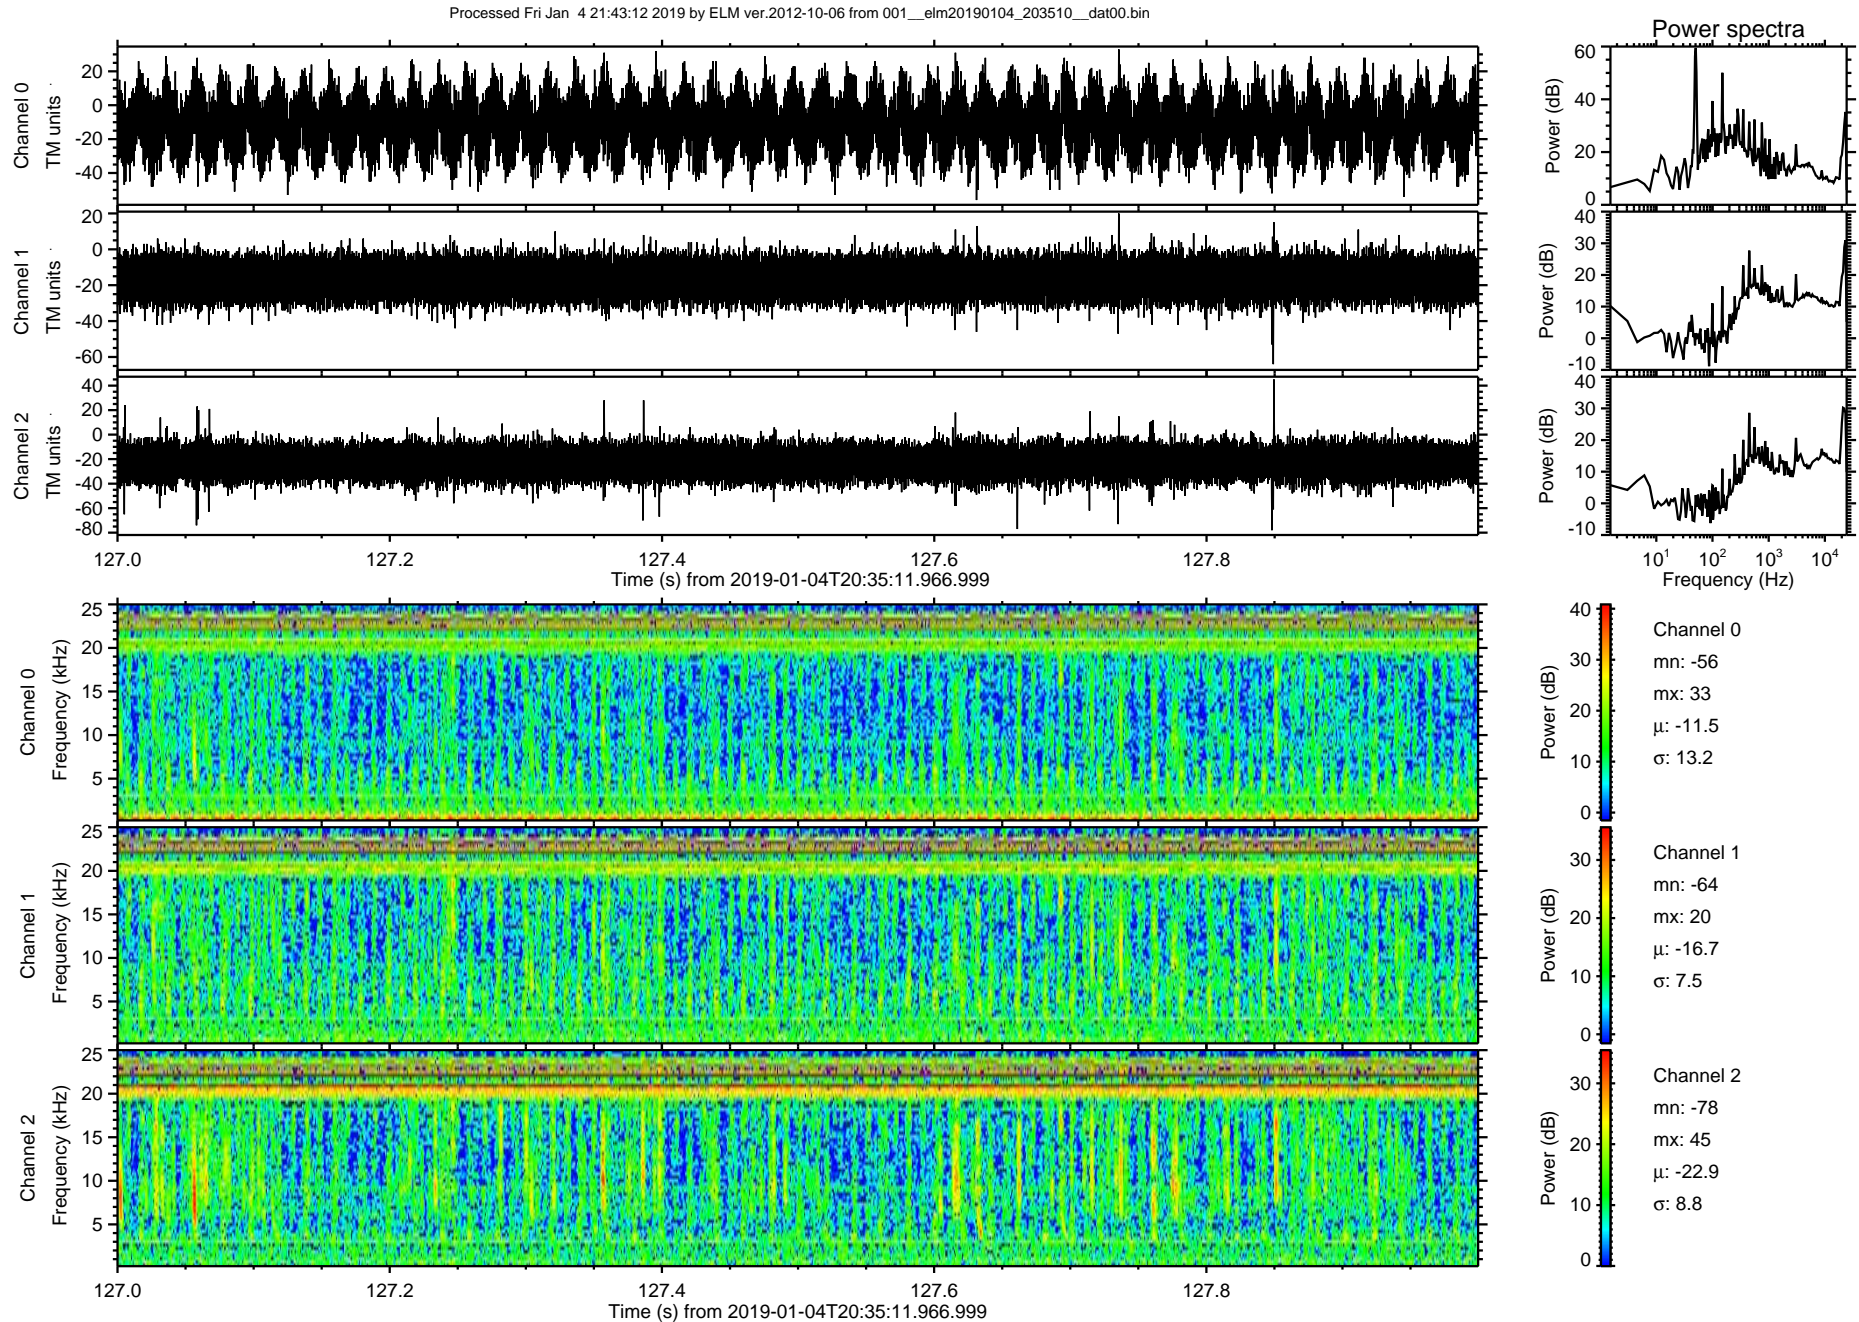 Processed Fri Jan  4 21:43:12 2019 by ELM ver.2012-10-06 from 001__elm20190104_203510__dat00.bin
Power spectra
Channel 0
TM units
20
0
-20
-40
Power (dB)
60
40
20
0
Channel 1
TM units
20
0
-20
-40
-60
Power (dB)
40
30
20
10
0
-10
Channel 2
TM units
40
20
0
-20
-40
-60
-80
Power (dB)
40
30
20
10
0
-10
127.0 127.2 127.4 127.6 127.8
Time (s) from 2019-01-04T20:35:11.966.999
10¹ 10² 10³ 10⁴
Frequency (Hz)
Channel 0
Frequency (kHz)
25
20
15
10
5
Power (dB)
40
30
20
10
0
Channel 0
mn: -56
mx: 33
μ: -11.5
σ: 13.2
Channel 1
Frequency (kHz)
25
20
15
10
5
Power (dB)
30
20
10
0
Channel 1
mn: -64
mx: 20
μ: -16.7
σ: 7.5
Channel 2
Frequency (kHz)
25
20
15
10
5
Power (dB)
30
20
10
0
Channel 2
mn: -78
mx: 45
μ: -22.9
σ: 8.8
127.0 127.2 127.4 127.6 127.8
Time (s) from 2019-01-04T20:35:11.966.999